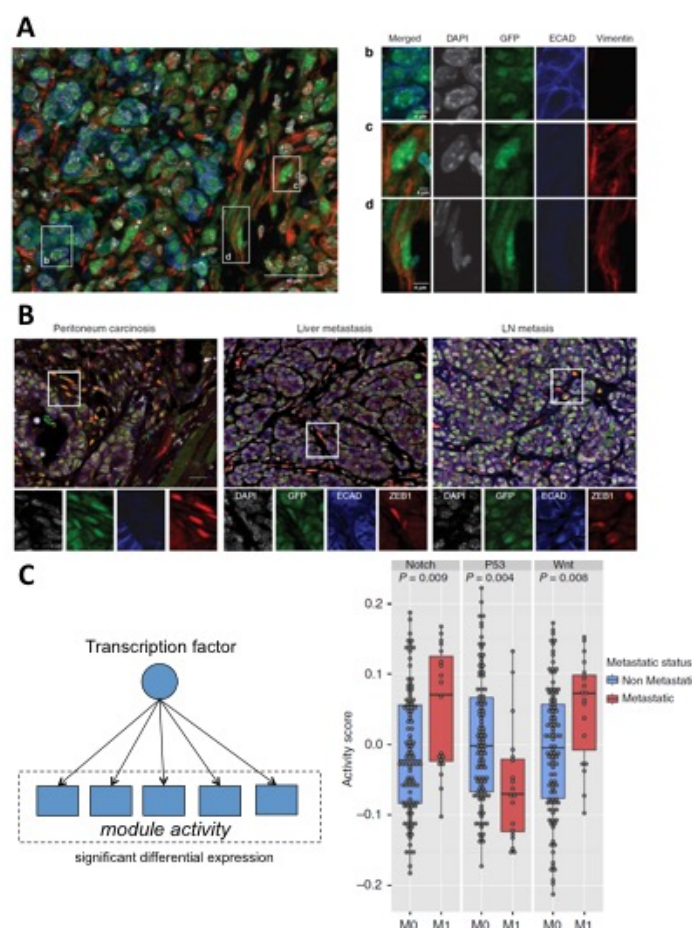 A
Merged DAPI GFP ECAD Vimentin
b
c
d
b
c
d
B
Peritoneum carcinosis Liver metastasis LN metasis
DAPI GFP ECAD ZEB1 DAPI GFP ECAD ZEB1
C
Transcription factor
module activity
significant differential expression
Notch P53 Wnt
P = 0.009 P = 0.004 P = 0.008
Activity score
0.2
0.1
0.0
−0.1
−0.2
M0 M1 M0 M1 M0 M1
Metastatic status
Non Metastati
Metastatic